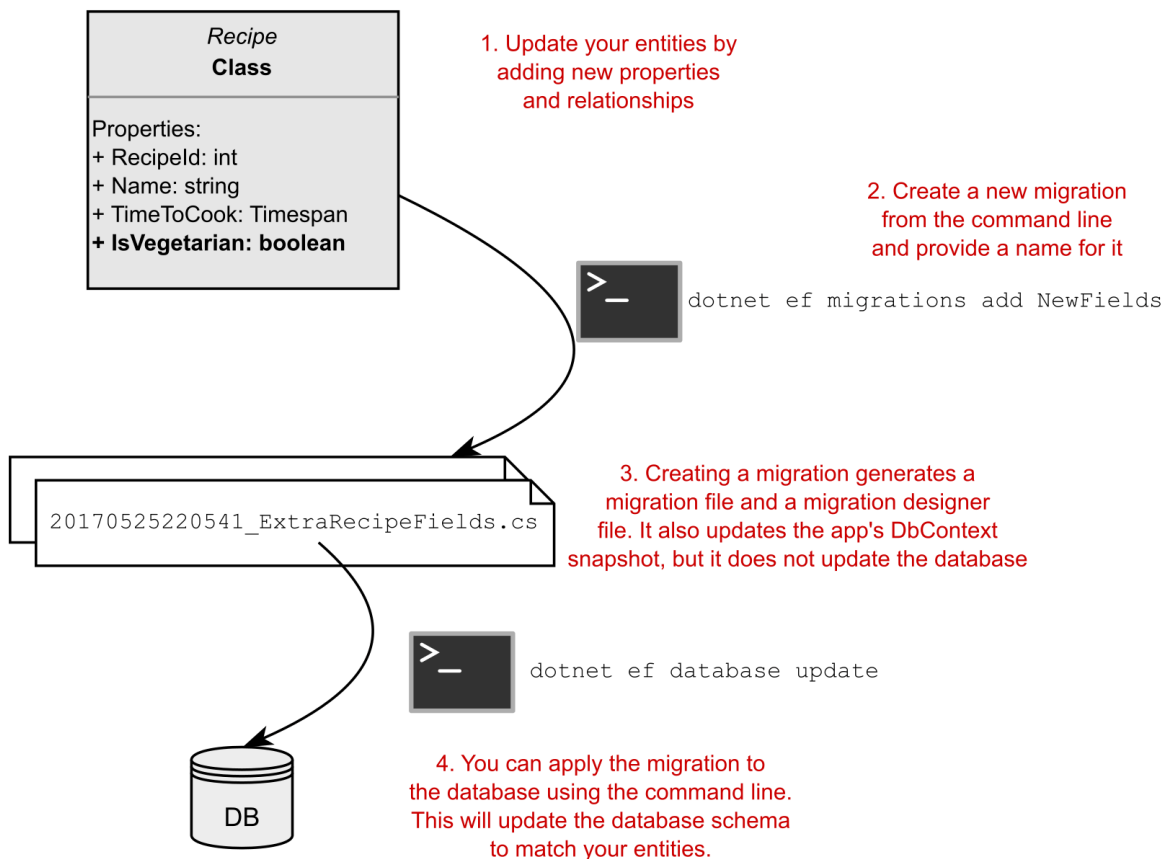 Recipe
Class
Properties:
+ RecipeId: int
+ Name: string
+ TimeToCook: Timespan
+ IsVegetarian: boolean
1. Update your entities by
adding new properties
and relationships
2. Create a new migration
from the command line
and provide a name for it
>_
dotnet ef migrations add NewFields
20170525220541_ExtraRecipeFields.cs
3. Creating a migration generates a
migration file and a migration designer
file. It also updates the app's DbContext
snapshot, but it does not update the database
>_
dotnet ef database update
DB
4. You can apply the migration to
the database using the command line.
This will update the database schema
to match your entities.